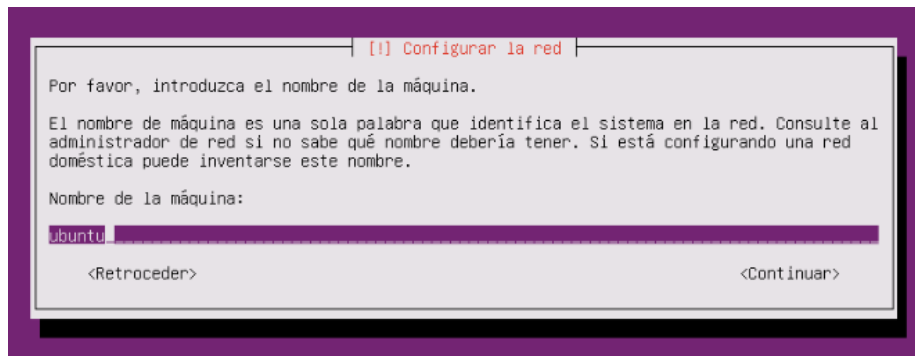 [!] Configurar la red
Por favor, introduzca el nombre de la máquina.
El nombre de máquina es una sola palabra que identifica el sistema en la red. Consulte al
administrador de red si no sabe qué nombre debería tener. Si está configurando una red
doméstica puede inventarse este nombre.
Nombre de la máquina:
ubuntu
<Retroceder> <Continuar>